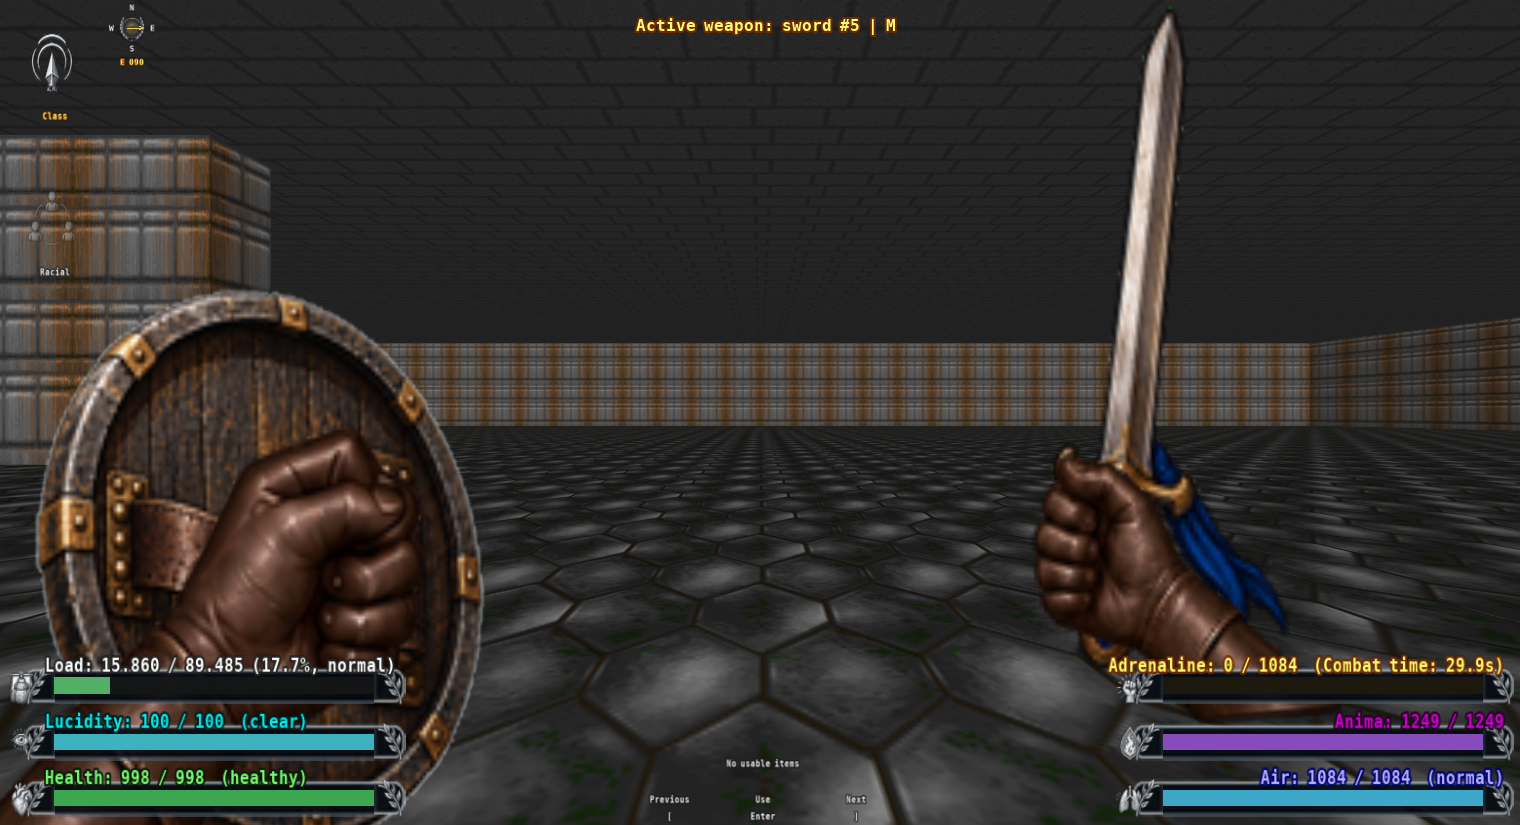 N
Active weapon: sword #5 | M
W E
S
E 090
Class
Racial
Load: 15.860 / 89.485 (17.7%, normal)
Adrenaline: 0 / 1084 (Combat time: 29.9s)
Lucidity: 100 / 100 (clear)
Anima: 1249 / 1249
No usable items
Health: 998 / 998 (healthy)
Air: 1084 / 1084 (normal)
Previous Use Next
[ Enter ]